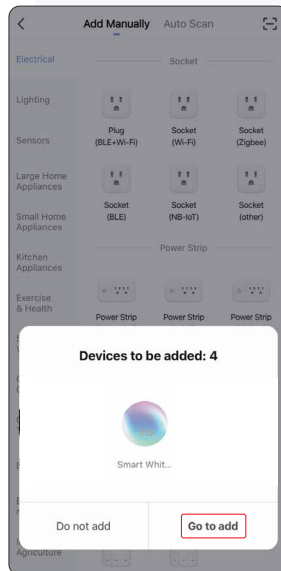 Add Manually Auto Scan
Electrical
Socket
Lighting
Plug Socket Socket
(BLE+Wi-Fi) (Wi-Fi) (Zigbee)
Sensors
Large Home
Appliances
Socket Socket Socket
(BLE) (NB-IoT) (other)
Small Home
Appliances
Power Strip
Kitchen
Appliances
Exercise
& Health
Power Strip Power Strip Power Strip
Devices to be added: 4
Smart Whit...
Do not add Go to add
Agriculture